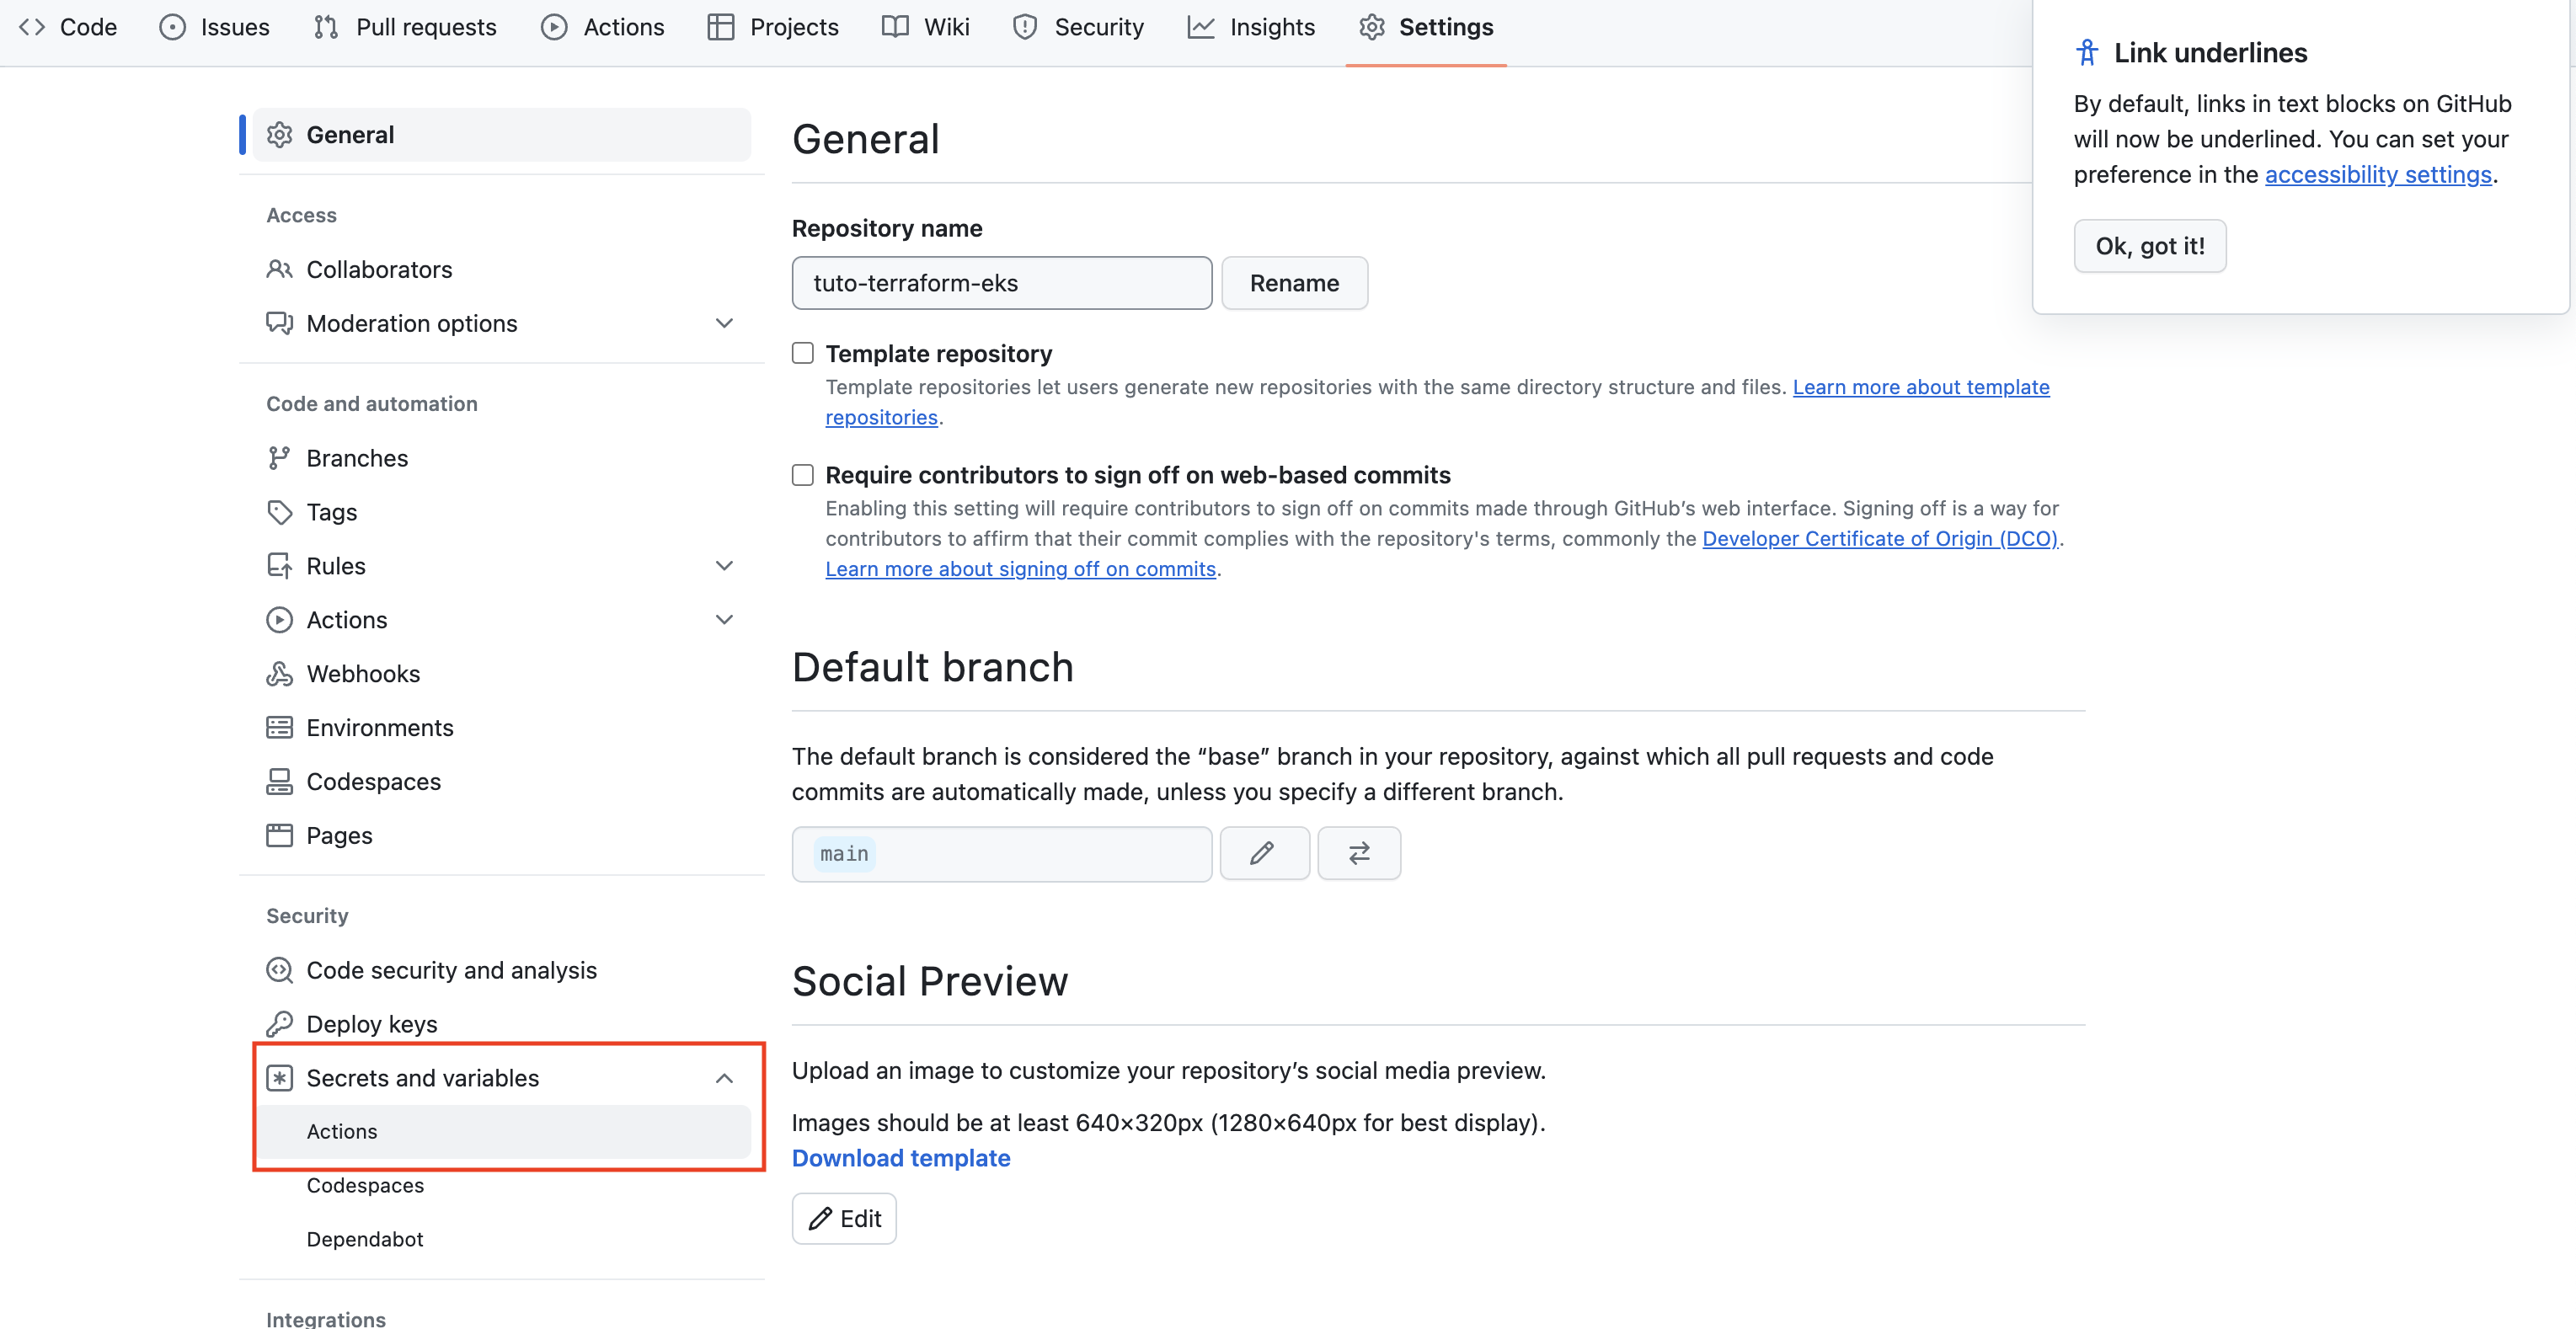 Code
Issues
Pull requests
Actions
Projects
Wiki
Security
Insights
Settings
Link underlines
By default, links in text blocks on GitHub
will now be underlined. You can set your
preference in the accessibility settings.
Ok, got it!
General
Access
Collaborators
Moderation options
Code and automation
Branches
Tags
Rules
Actions
Webhooks
Environments
Codespaces
Pages
Security
Code security and analysis
Deploy keys
Secrets and variables
Actions
Codespaces
Dependabot
Integrations
General
Repository name
tuto-terraform-eks
Rename
Template repository
Template repositories let users generate new repositories with the same directory structure and files. Learn more about template
repositories.
Require contributors to sign off on web-based commits
Enabling this setting will require contributors to sign off on commits made through GitHub’s web interface. Signing off is a way for
contributors to affirm that their commit complies with the repository's terms, commonly the Developer Certificate of Origin (DCO).
Learn more about signing off on commits.
Default branch
The default branch is considered the “base” branch in your repository, against which all pull requests and code
commits are automatically made, unless you specify a different branch.
main
Social Preview
Upload an image to customize your repository’s social media preview.
Images should be at least 640×320px (1280×640px for best display).
Download template
Edit